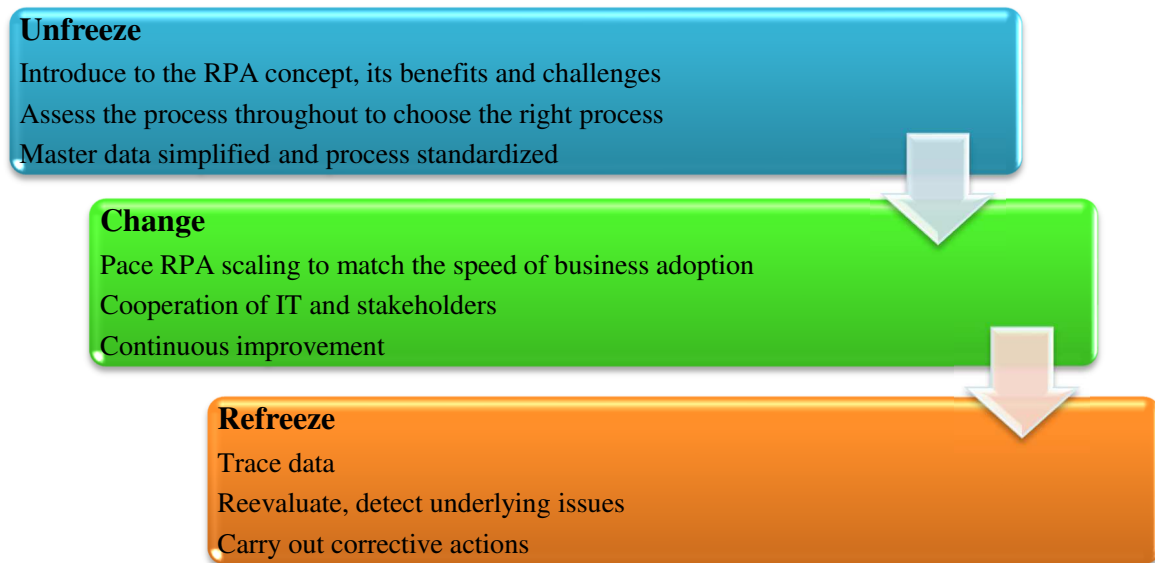 Unfreeze
Introduce to the RPA concept, its benefits and challenges
Assess the process throughout to choose the right process
Master data simplified and process standardized
Change
Pace RPA scaling to match the speed of business adoption
Cooperation of IT and stakeholders
Continuous improvement
Refreeze
Trace data
Reevaluate, detect underlying issues
Carry out corrective actions